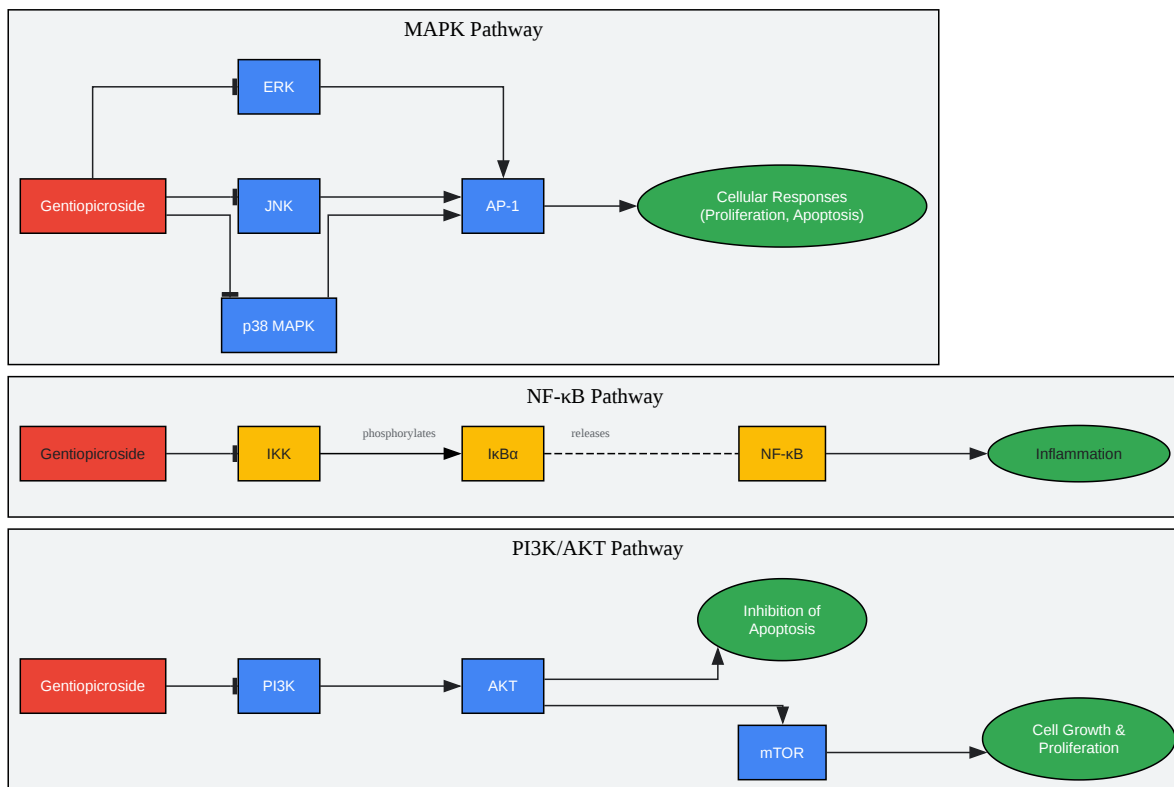 MAPK Pathway
ERK
Gentiopicroside
JNK
AP-1
Cellular Responses
(Proliferation, Apoptosis)
p38 MAPK
NF-κB Pathway
Gentiopicroside
IKK
phosphorylates
IκBα
releases
NF-κB
Inflammation
PI3K/AKT Pathway
Inhibition of
Apoptosis
Gentiopicroside
PI3K
AKT
mTOR
Cell Growth &
Proliferation